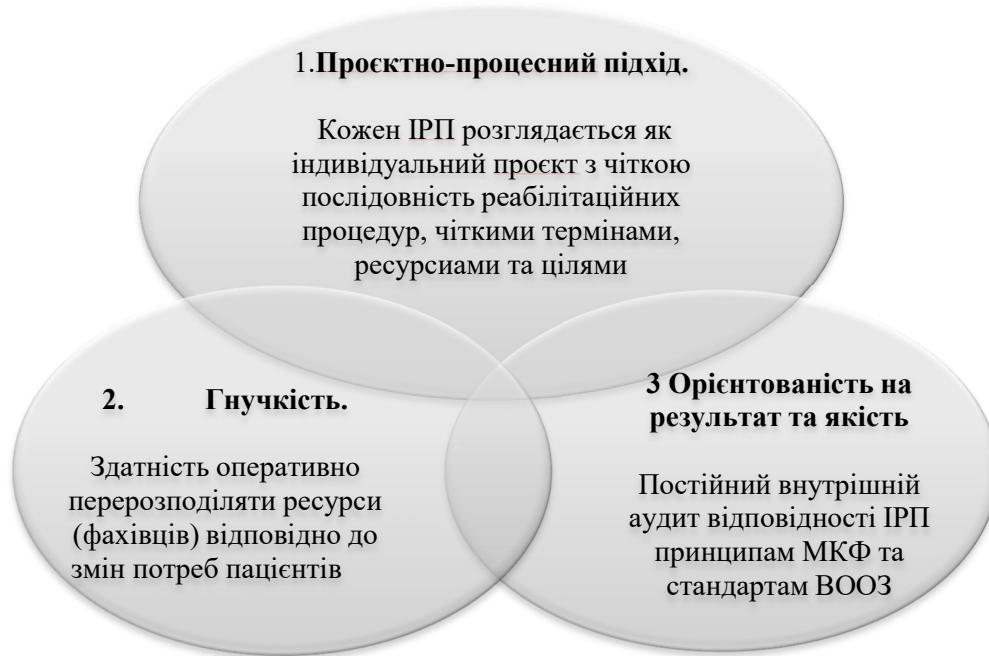 1.Проєктно-процесний підхід.
Кожен ІРП розглядається як
індивідуальний проєкт з чіткою
послідовність реабілітаційних
процедур, чіткими термінами,
ресурсиами та цілями
2. Гнучкість.
Здатність оперативно
перерозподіляти ресурси
(фахівців) відповідно до
змін потреб пацієнтів
3 Орієнтованість на
результат та якість
Постійний внутрішній
аудит відповідності ІРП
принципам МКФ та
стандартам ВООЗ